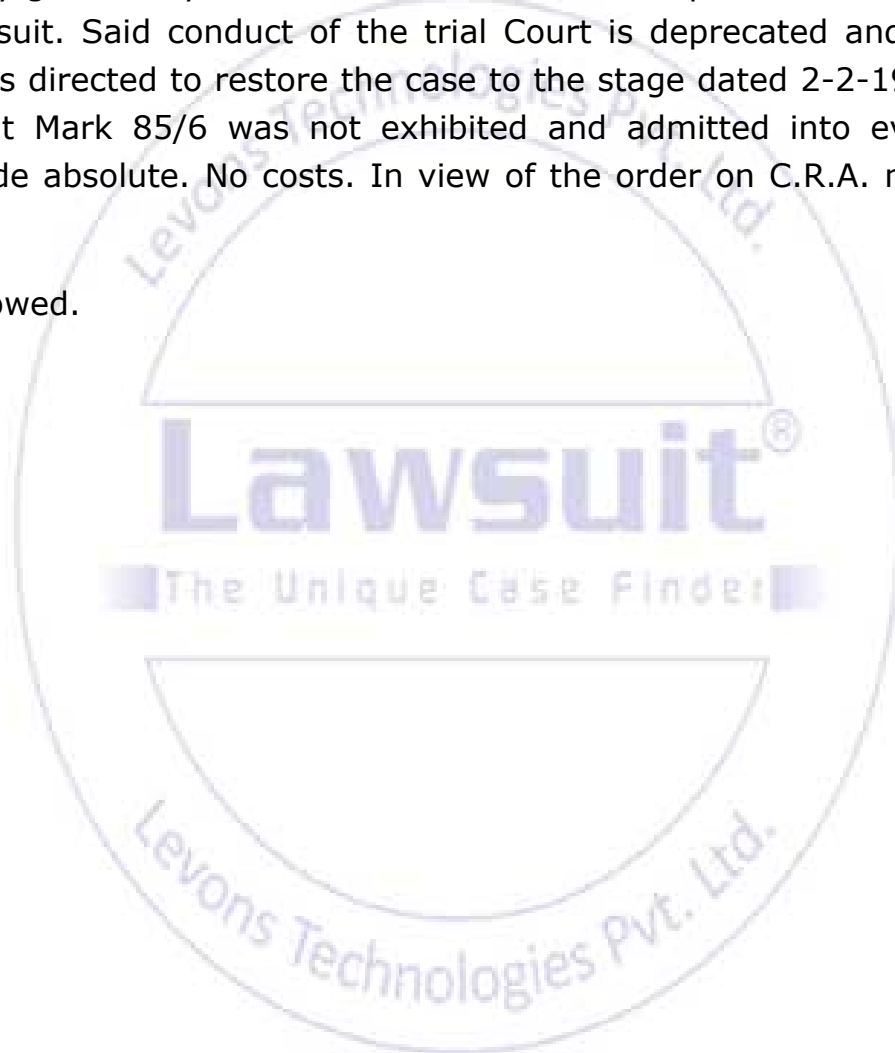 suit. Said conduct of the trial Court is deprecated and
s directed to restore the case to the stage dated 2-2-19
t Mark 85/6 was not exhibited and admitted into ev
de absolute. No costs. In view of the order on C.R.A.
owed.
Levons Technologies Pvt. Ltd.
Lawsuit®
The Unique Case Finder
Levons Technologies Pvt. Ltd.